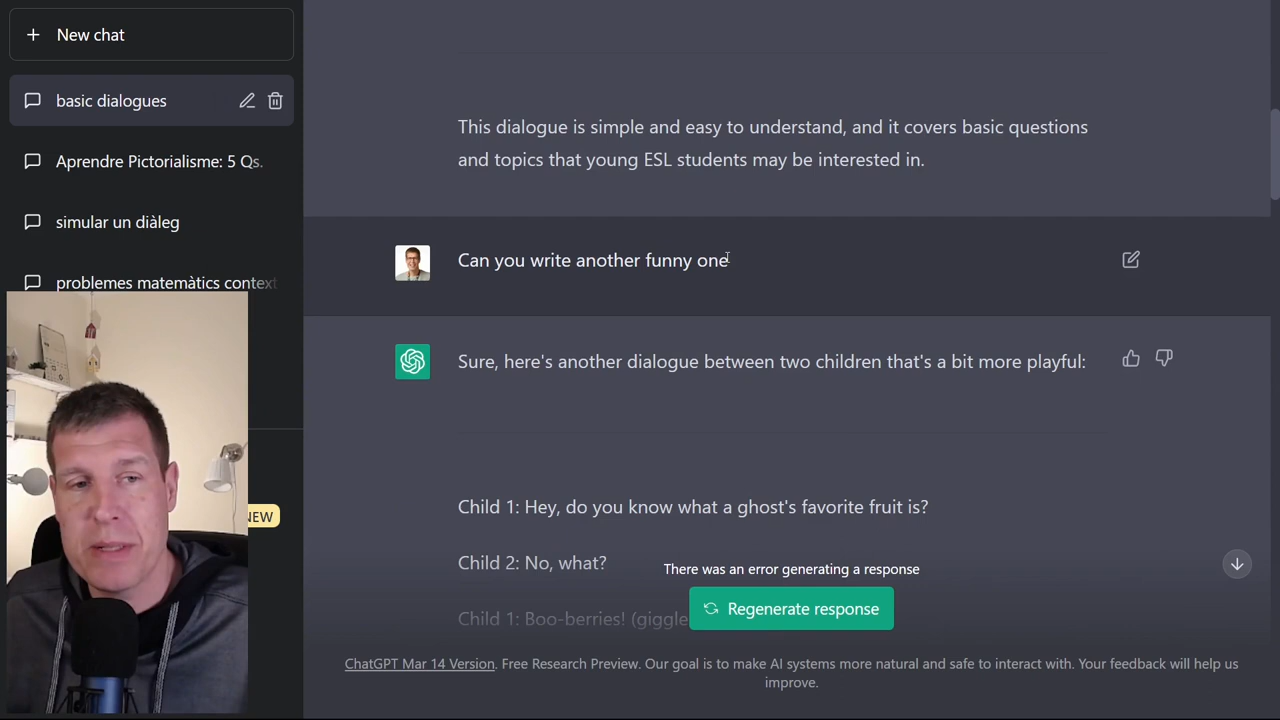 New chat
basic dialogues
Aprendre Pictorialisme: 5 Qs.
simular un diàleg
problemes matemàtics context
NEW
This dialogue is simple and easy to understand, and it covers basic questions
and topics that young ESL students may be interested in.
Can you write another funny one
Sure, here's another dialogue between two children that's a bit more playful:
Child 1: Hey, do you know what a ghost's favorite fruit is?
Child 2: No, what?
Child 1: Boo-berries! (giggle
There was an error generating a response
Regenerate response
ChatGPT Mar 14 Version. Free Research Preview. Our goal is to make AI systems more natural and safe to interact with. Your feedback will help us
improve.